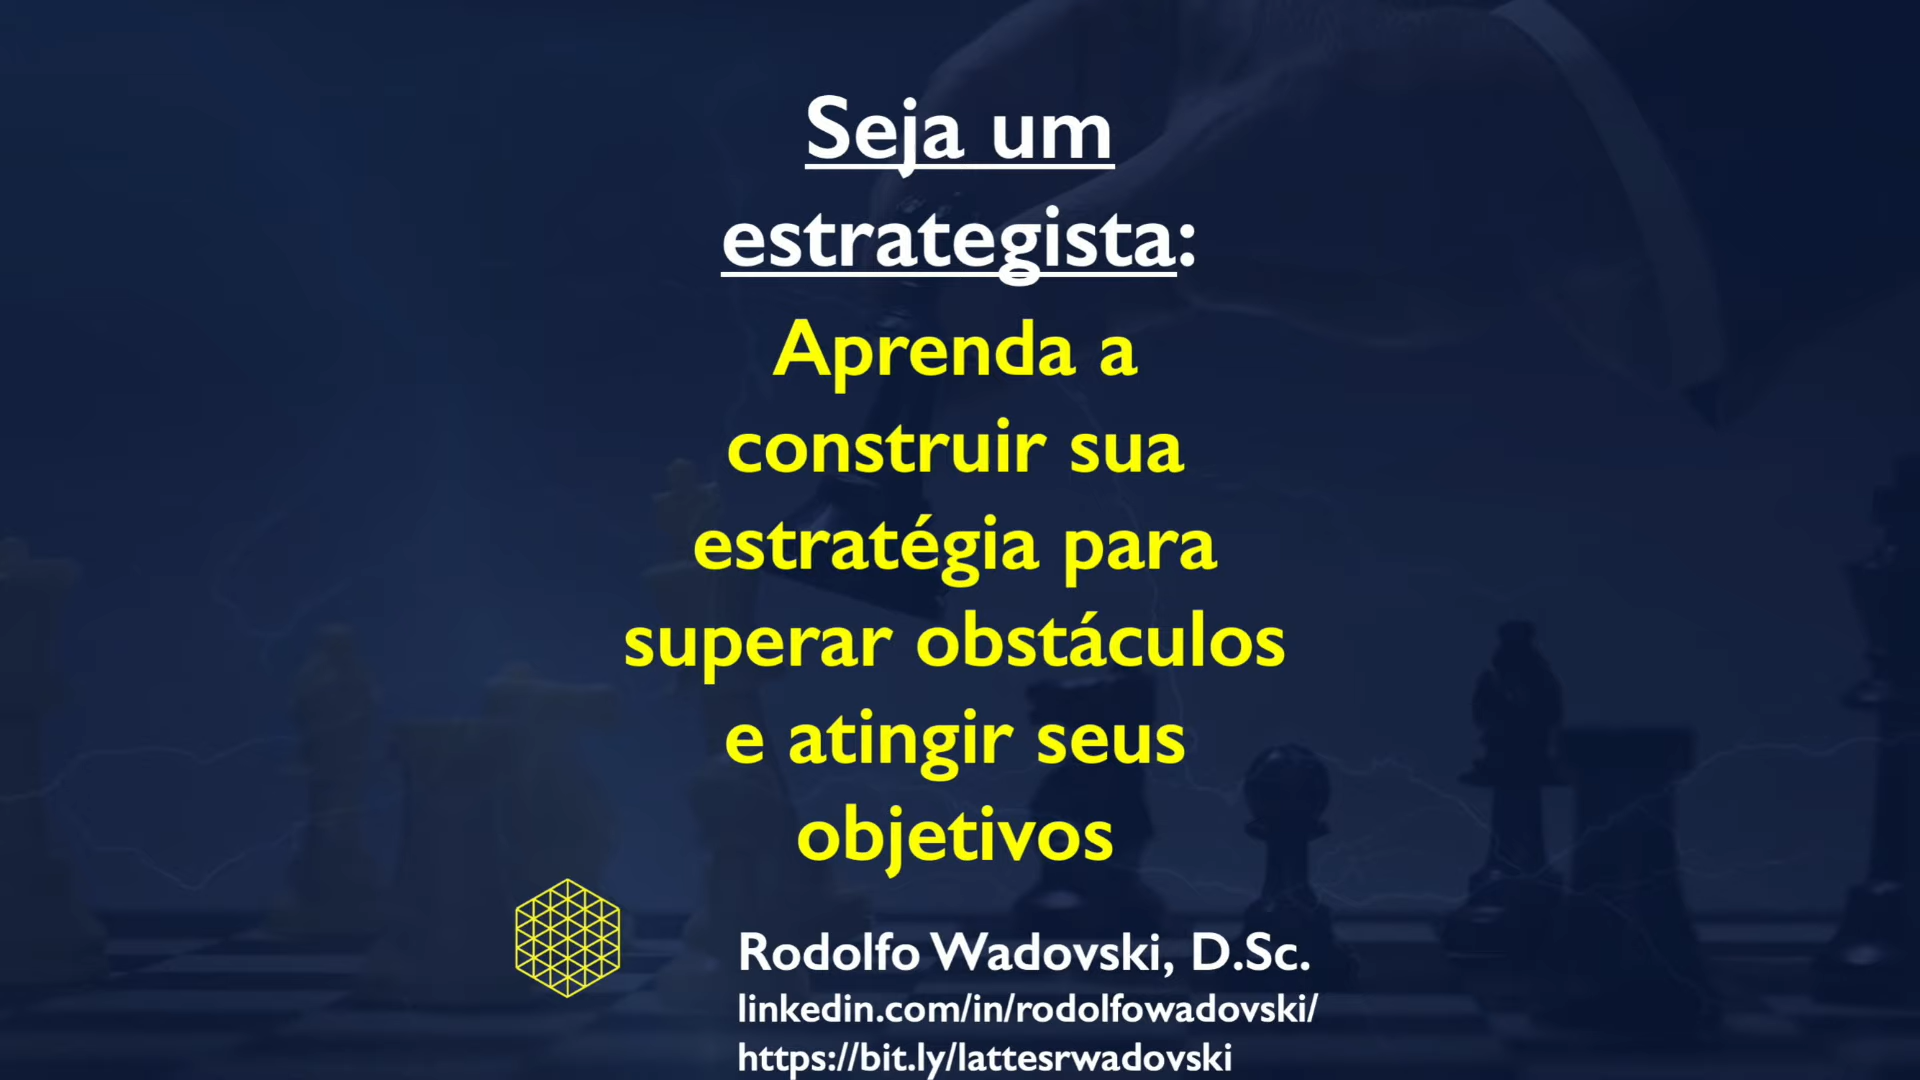 Seja um
estrategista:
Aprenda a
construir sua
estratégia para
superar obstáculos
e atingir seus
objetivos
Rodolfo Wadovski, D.Sc.
linkedin.com/in/rodolfowadovski/
https://bit.ly/lattesrwadovski